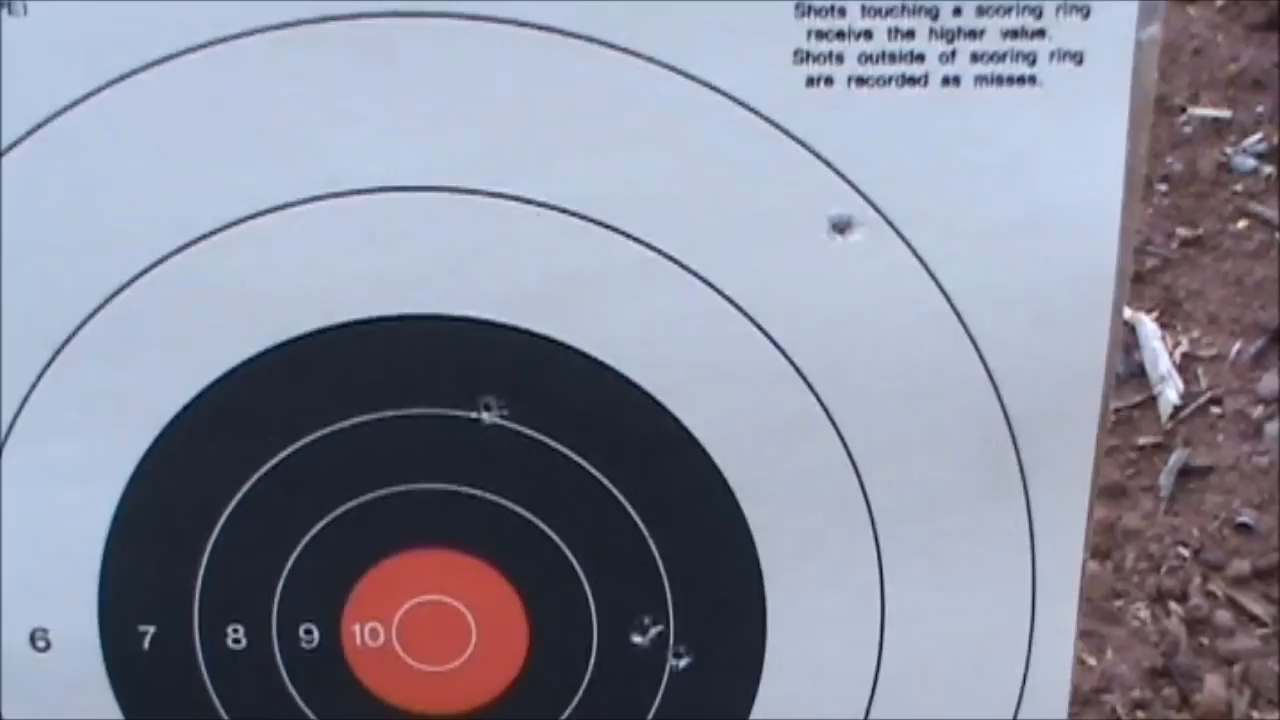 Shots touching a scoring ring
receive the higher value.
Shots outside of scoring ring
are recorded as misses.
6 7 8 9 10